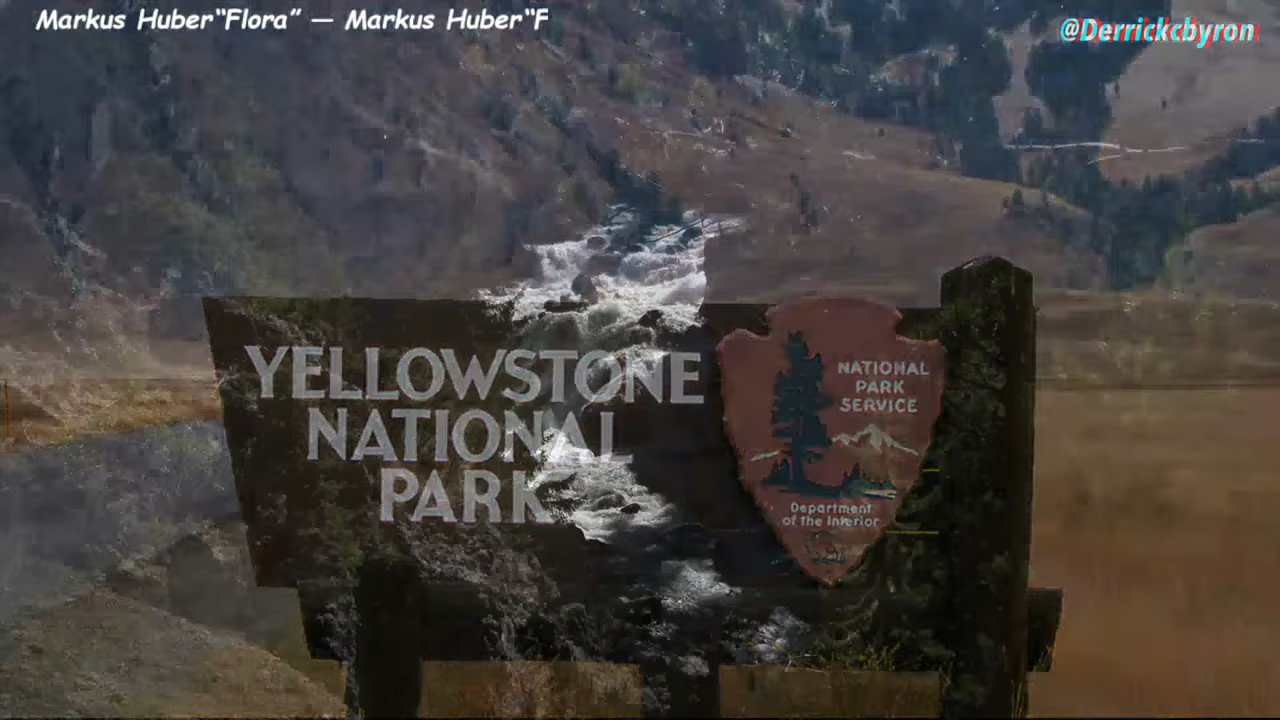 Markus Huber“Flora” — Markus Huber“F
@Derrickcbyron
YELLOWSTONE
NATIONAL
PARK
NATIONAL
PARK
SERVICE
Department
of the Interior